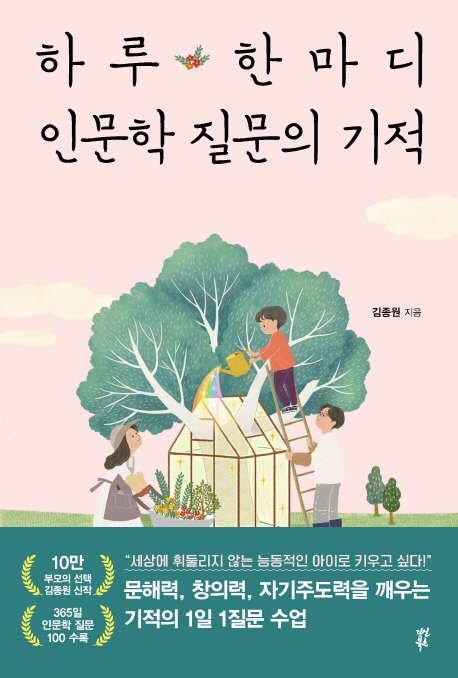 하루 한마디
인문학 질문의 기적
김종원 지음
10만
부모의 선택
김종원 신작
365일
인문학 질문
100 수록
“세상에 휘둘리지 않는 능동적인 아이로 키우고 싶다!”
문해력, 창의력, 자기주도력을 깨우는
기적의 1일 1질문 수업
다산북스